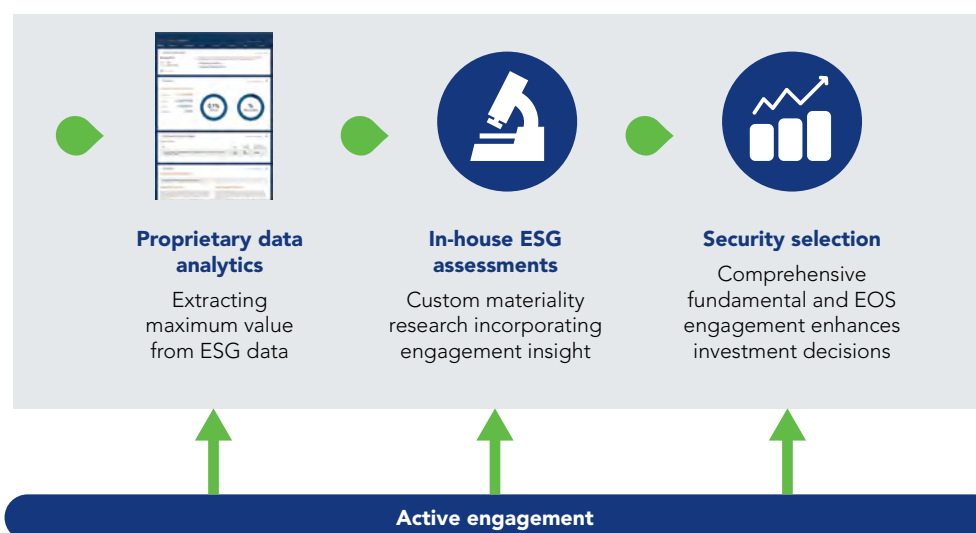 Proprietary data
analytics
Extracting
maximum value
from ESG data
In-house ESG
assessments
Custom materiality
research incorporating
engagement insight
Security selection
Comprehensive
fundamental and EOS
engagement enhances
investment decisions
Active engagement